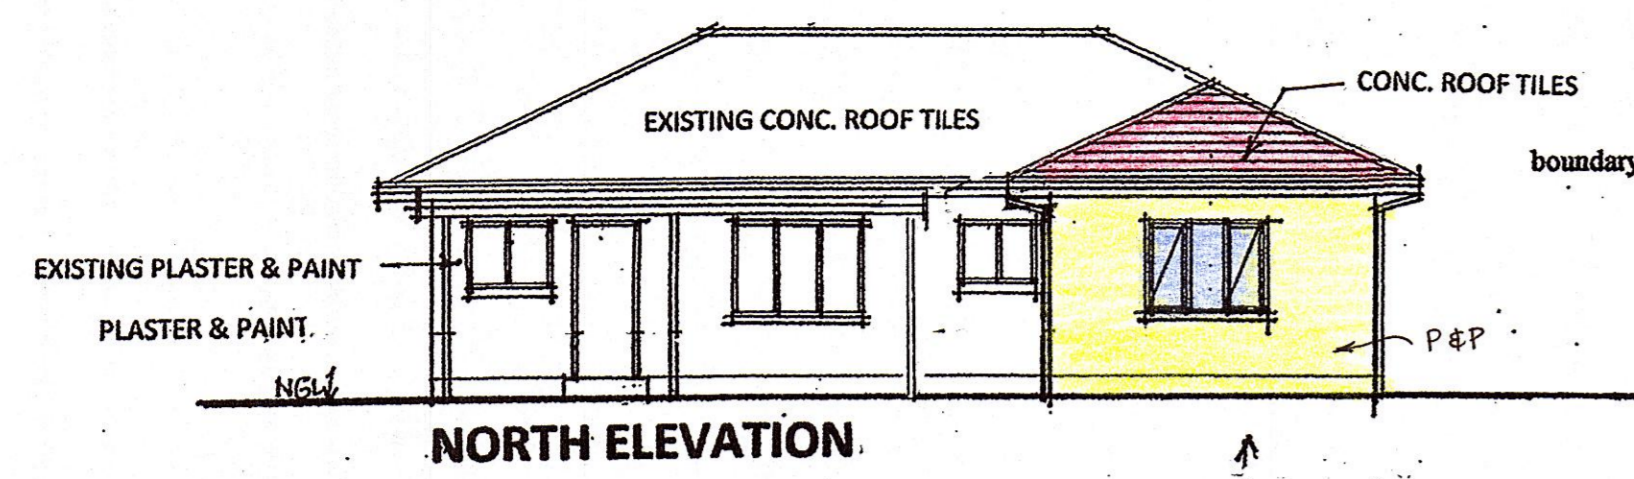 CONC. ROOF TILES
EXISTING CONC. ROOF TILES
boundary
EXISTING PLASTER & PAINT
PLASTER & PAINT.
P & P
NGL
NORTH ELEVATION